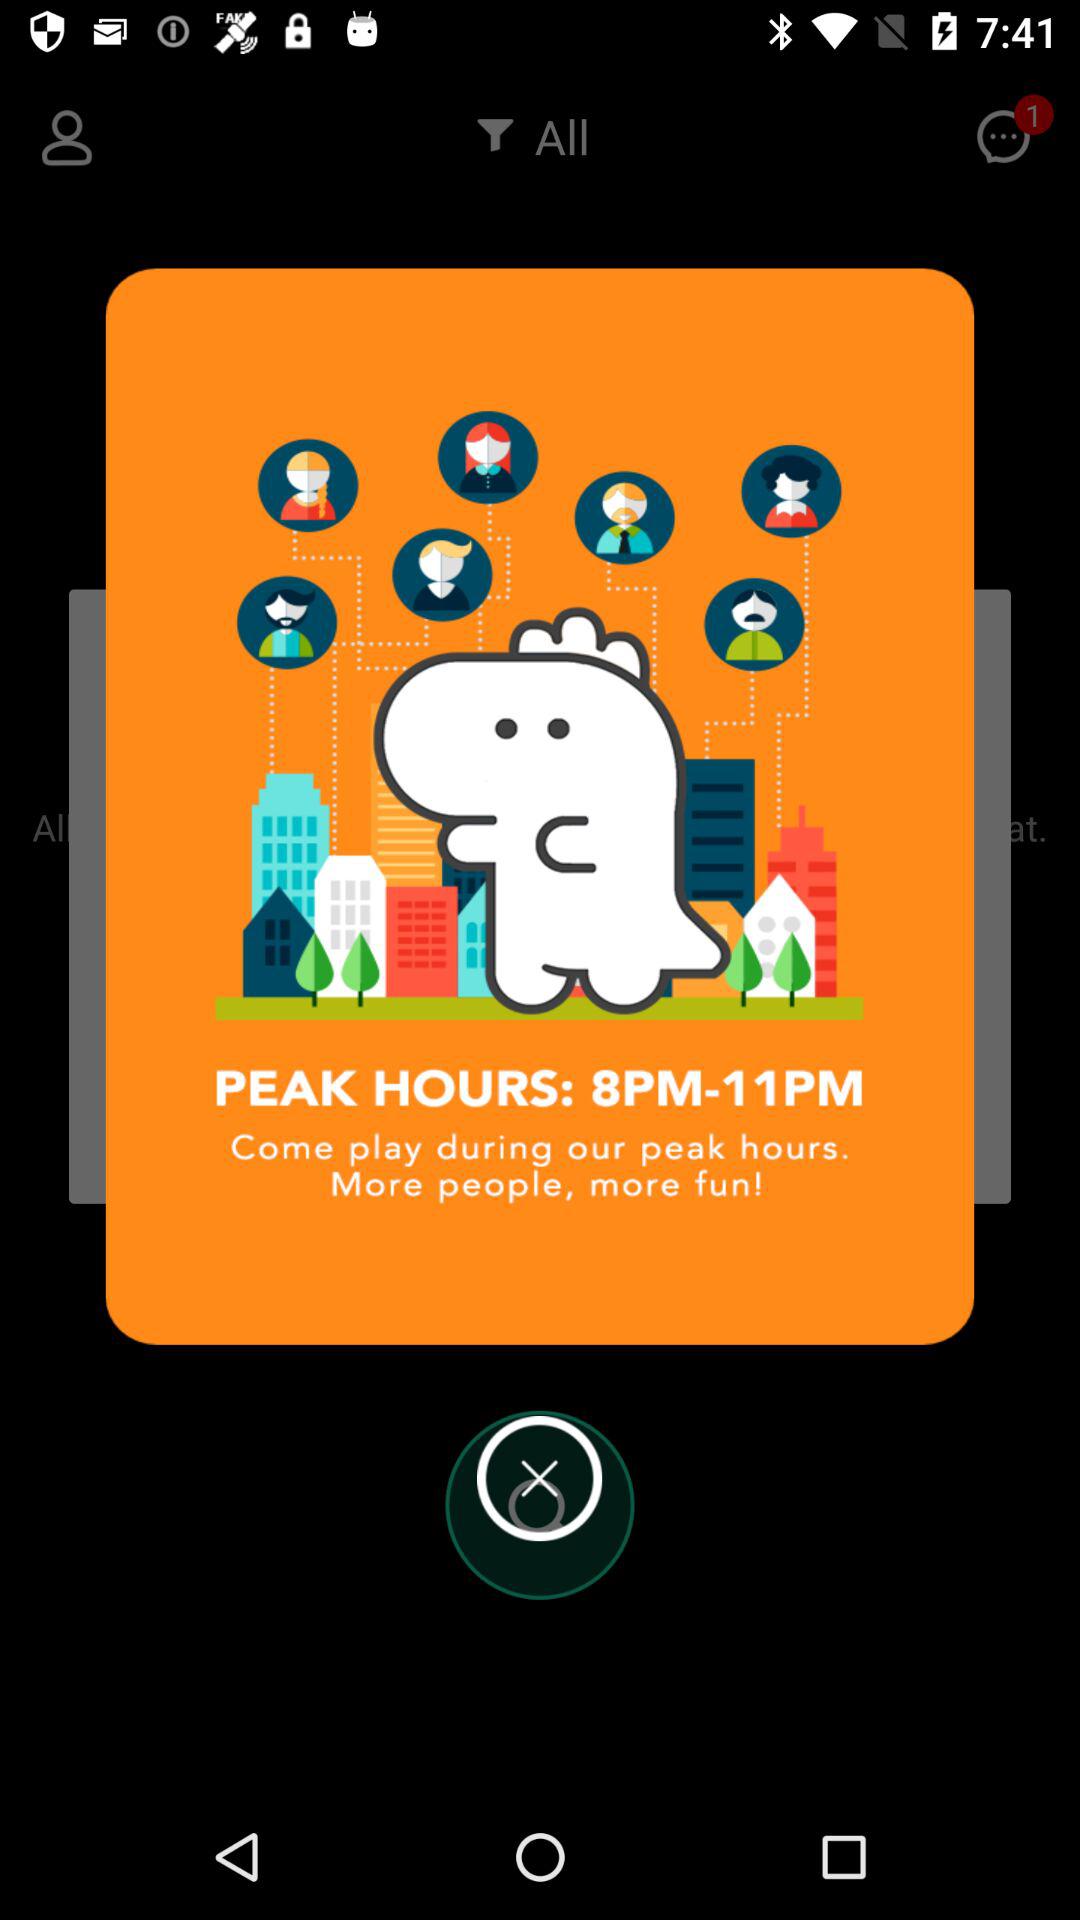 FAKE
7:41
All
1
All
at.
PEAK HOURS: 8PM-11PM
Come play during our peak hours.
More people, more fun!